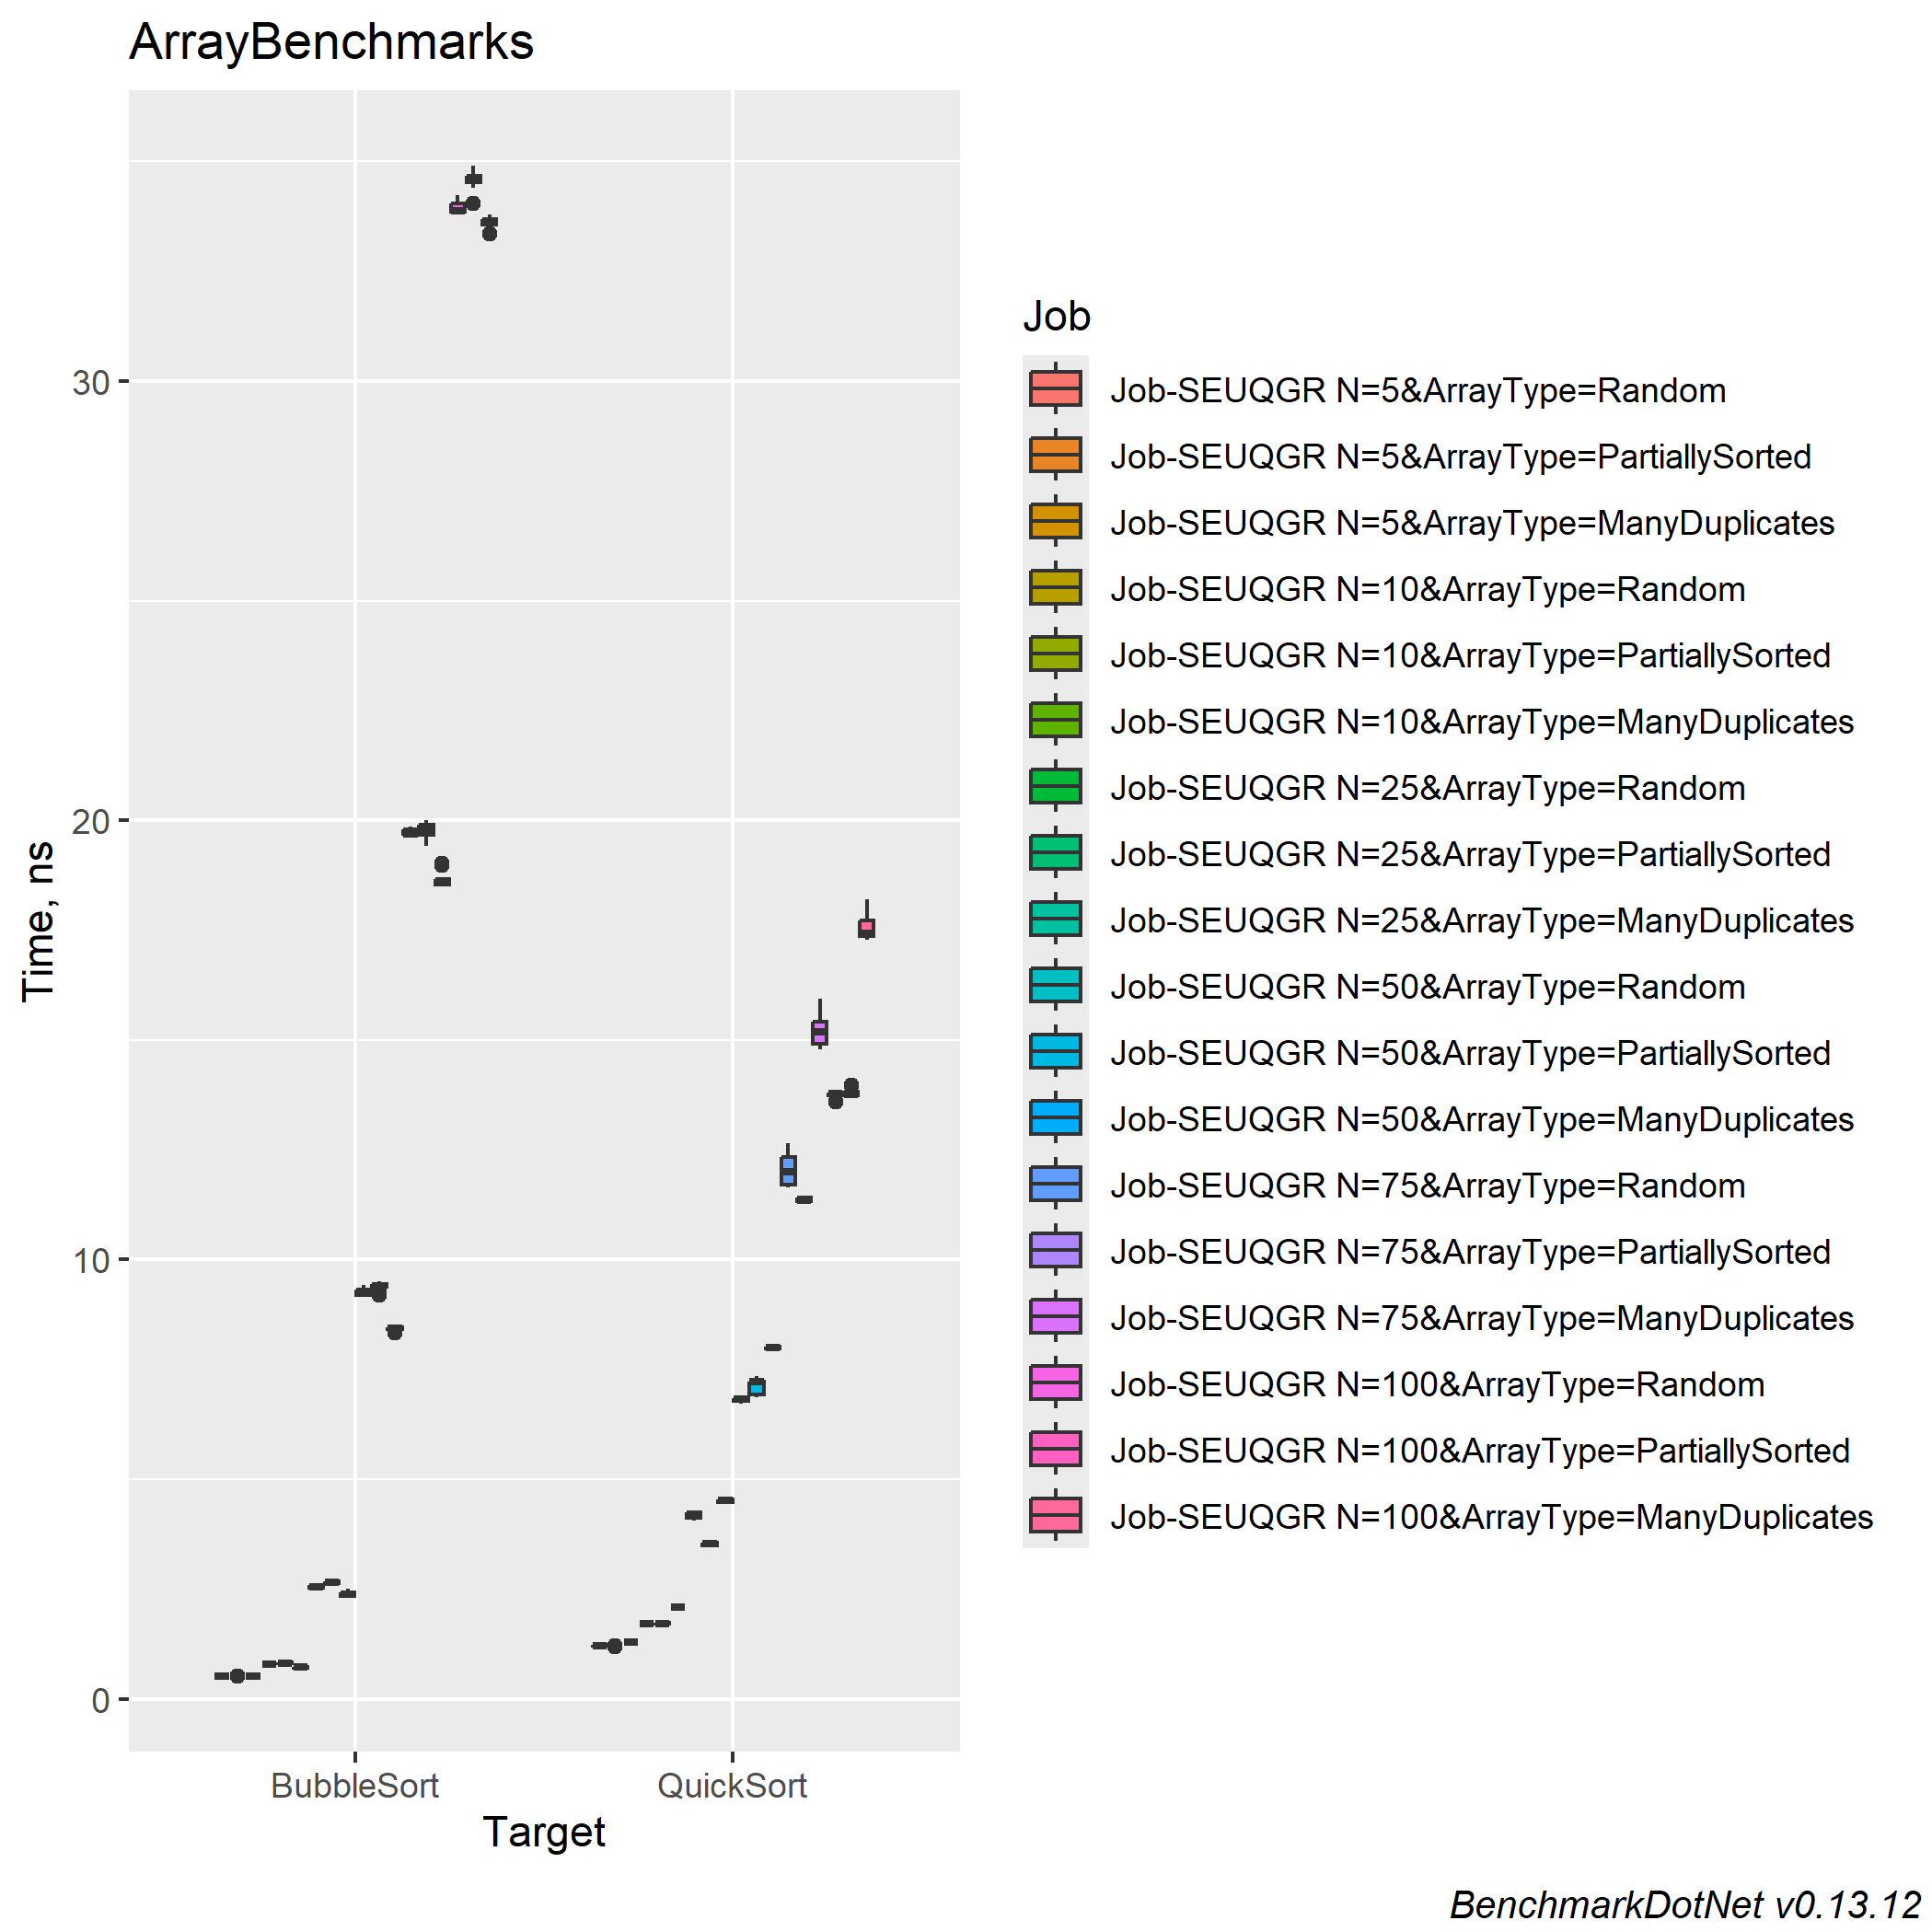 ArrayBenchmarks
Time, ns
30
20
10
0
BubbleSort
QuickSort
Target
Job
Job-SEUQGR N=5&ArrayType=Random
Job-SEUQGR N=5&ArrayType=PartiallySorted
Job-SEUQGR N=5&ArrayType=ManyDuplicates
Job-SEUQGR N=10&ArrayType=Random
Job-SEUQGR N=10&ArrayType=PartiallySorted
Job-SEUQGR N=10&ArrayType=ManyDuplicates
Job-SEUQGR N=25&ArrayType=Random
Job-SEUQGR N=25&ArrayType=PartiallySorted
Job-SEUQGR N=25&ArrayType=ManyDuplicates
Job-SEUQGR N=50&ArrayType=Random
Job-SEUQGR N=50&ArrayType=PartiallySorted
Job-SEUQGR N=50&ArrayType=ManyDuplicates
Job-SEUQGR N=75&ArrayType=Random
Job-SEUQGR N=75&ArrayType=PartiallySorted
Job-SEUQGR N=75&ArrayType=ManyDuplicates
Job-SEUQGR N=100&ArrayType=Random
Job-SEUQGR N=100&ArrayType=PartiallySorted
Job-SEUQGR N=100&ArrayType=ManyDuplicates
BenchmarkDotNet v0.13.12